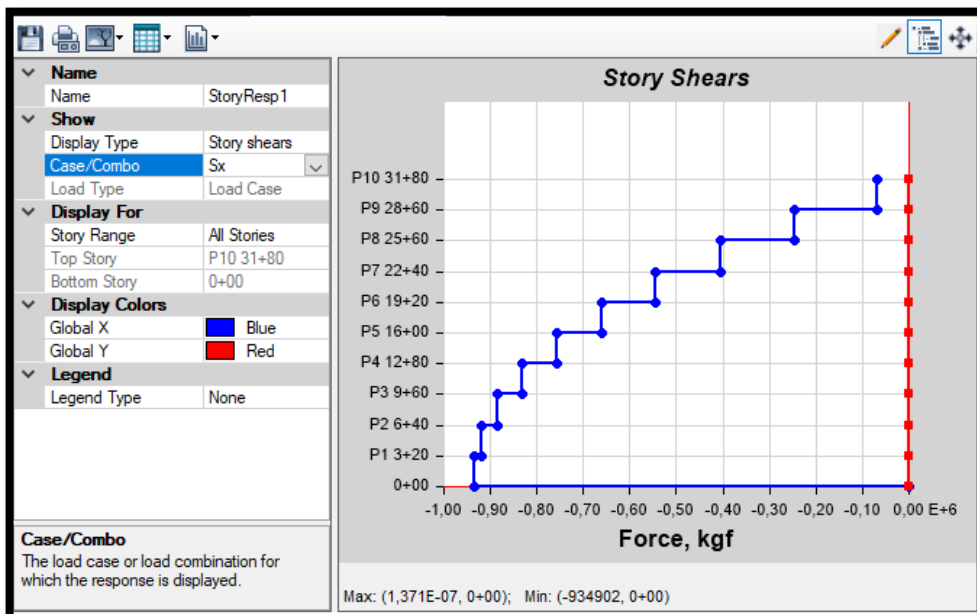 Name
Name StoryResp1
Show
Display Type Story shears
Case/Combo Sx
Load Type Load Case
Display For
Story Range All Stories
Top Story P10 31+80
Bottom Story 0+00
Display Colors
Global X Blue
Global Y Red
Legend
Legend Type None
Case/Combo
The load case or load combination for
which the response is displayed.
Story Shears
P10 31+80
P9 28+60
P8 25+60
P7 22+40
P6 19+20
P5 16+00
P4 12+80
P3 9+60
P2 6+40
P1 3+20
0+00
-1,00 -0,90 -0,80 -0,70 -0,60 -0,50 -0,40 -0,30 -0,20 -0,10 0,00 E+6
Force, kgf
Max: (1,371E-07, 0+00); Min: (-934902, 0+00)